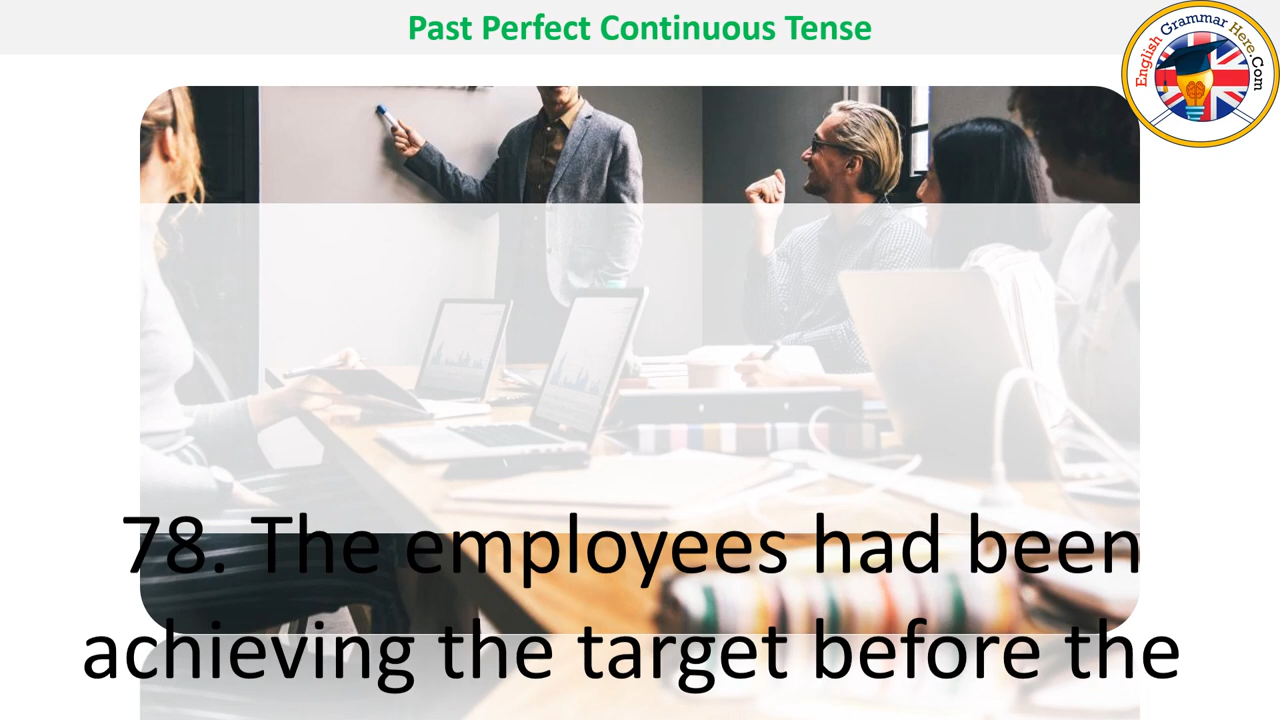 Past Perfect Continuous Tense
English Grammar Here.Com
78. The employees had been
achieving the target before the